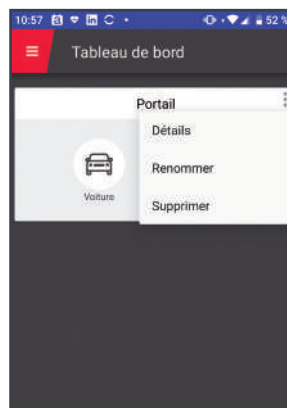 10:57 52 %
Tableau de bord
Portail
Détails
Renommer
Supprimer
Voiture